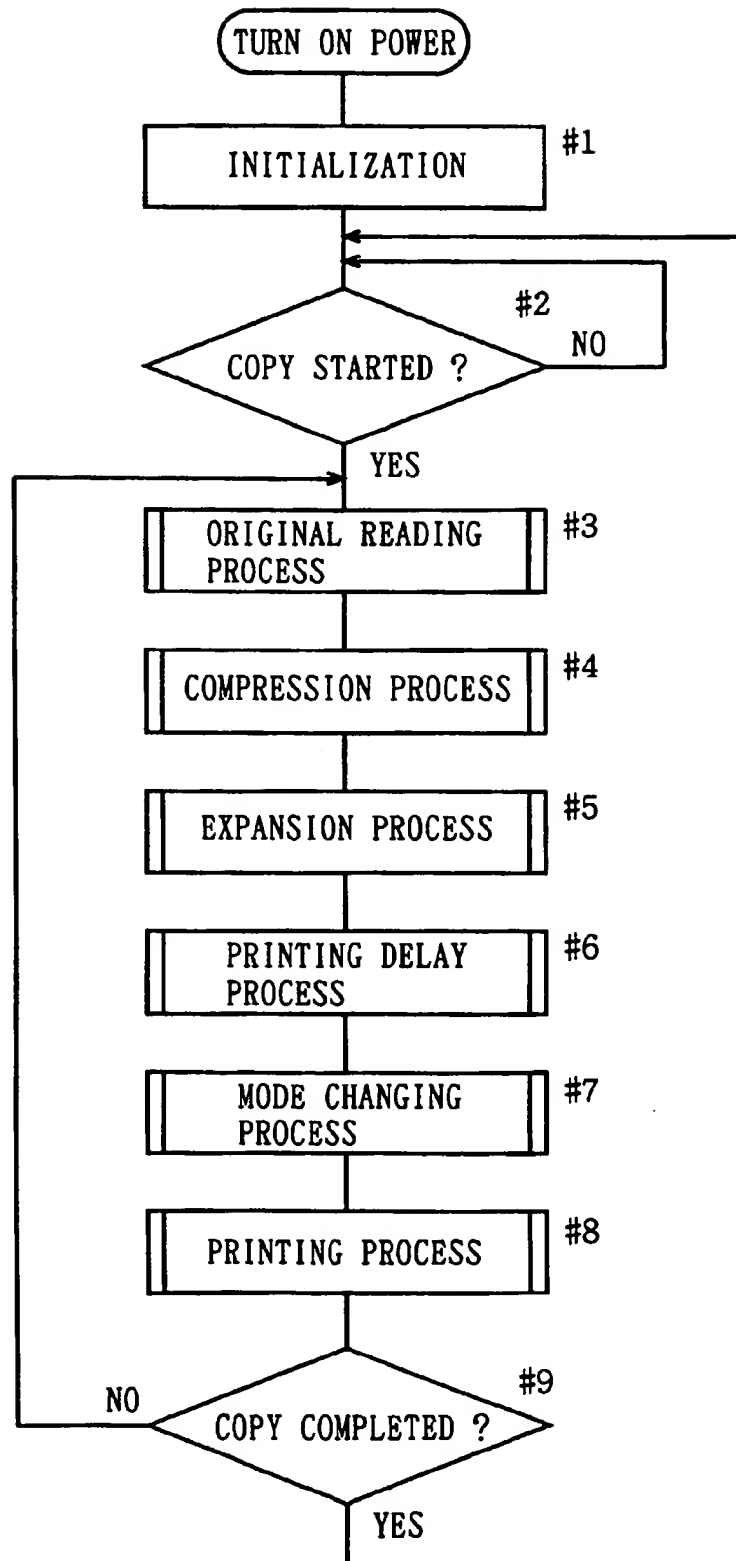 TURN ON POWER
INITIALIZATION
#1
#2
COPY STARTED ?
NO
YES
ORIGINAL READING
PROCESS
#3
COMPRESSION PROCESS
#4
EXPANSION PROCESS
#5
PRINTING DELAY
PROCESS
#6
MODE CHANGING
PROCESS
#7
PRINTING PROCESS
#8
#9
NO
COPY COMPLETED ?
YES